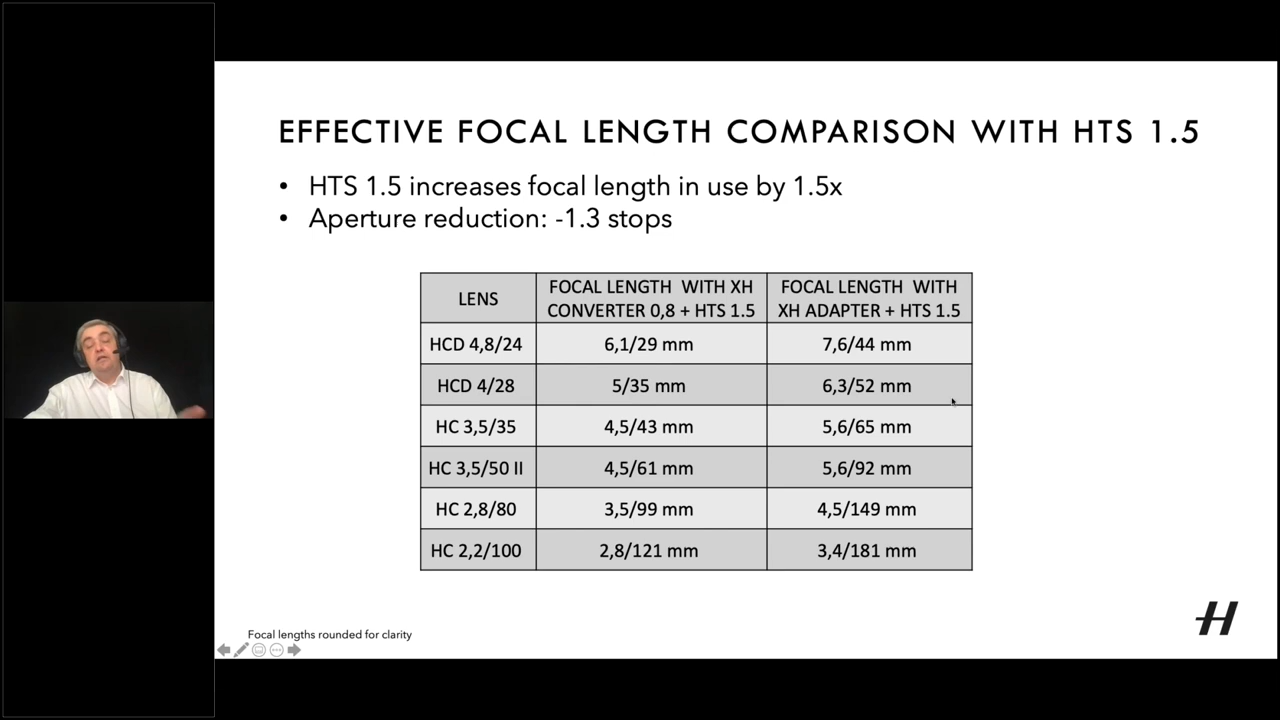 EFFECTIVE FOCAL LENGTH COMPARISON WITH HTS 1.5
• HTS 1.5 increases focal length in use by 1.5x
• Aperture reduction: -1.3 stops
LENS
FOCAL LENGTH WITH XH
CONVERTER 0,8 + HTS 1.5
FOCAL LENGTH WITH
XH ADAPTER + HTS 1.5
HCD 4,8/24 6,1/29 mm 7,6/44 mm
HCD 4/28 5/35 mm 6,3/52 mm
HC 3,5/35 4,5/43 mm 5,6/65 mm
HC 3,5/50 II 4,5/61 mm 5,6/92 mm
HC 2,8/80 3,5/99 mm 4,5/149 mm
HC 2,2/100 2,8/121 mm 3,4/181 mm
H
Focal lengths rounded for clarity